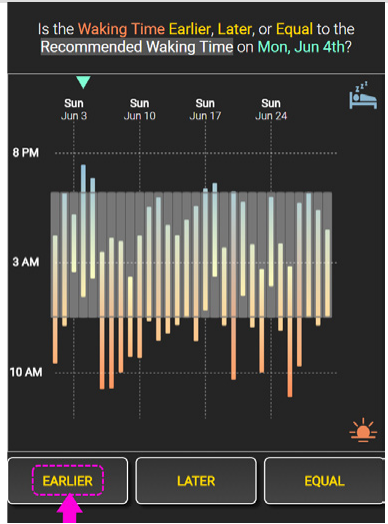 Is the Waking Time Earlier, Later, or Equal to the
Recommended Waking Time on Mon, Jun 4th?
z z z
Sun Sun Sun Sun
Jun 3 Jun 10 Jun 17 Jun 24
8 PM
3 AM
10 AM
EARLIER LATER EQUAL